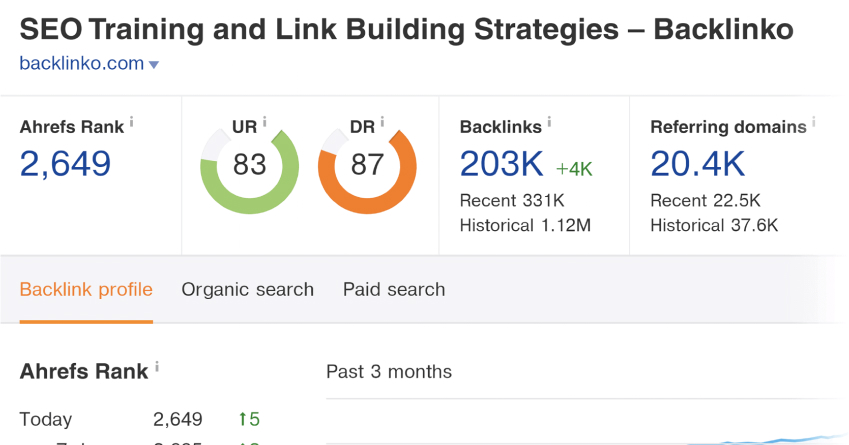 SEO Training and Link Building Strategies – Backlinko
backlinko.com
Ahrefs Rank i
2,649
UR i
83
DR i
87
Backlinks i
203K +4K
Recent 331K
Historical 1.12M
Referring domains i
20.4K
Recent 22.5K
Historical 37.6K
Backlink profile Organic search Paid search
Ahrefs Rank i
Past 3 months
Today 2,649 ↑5